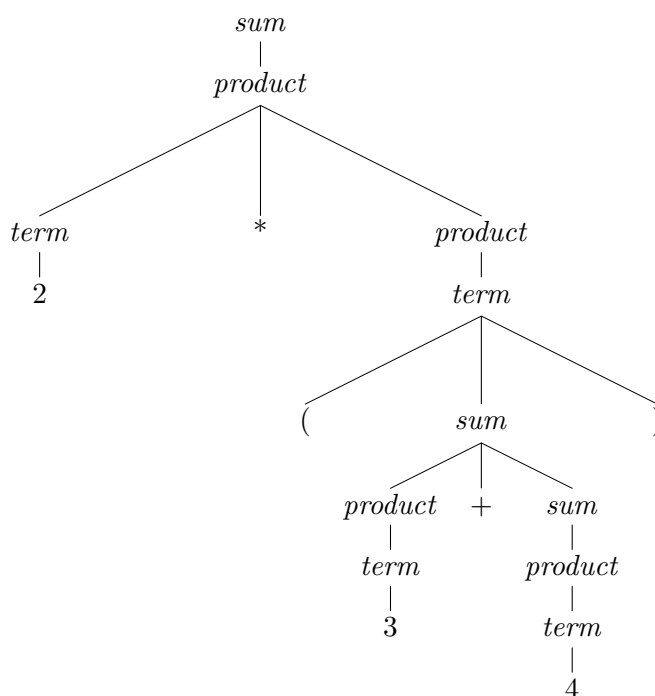 sum
product
term * product
2 term
( sum )
product + sum
term product
3 term
4